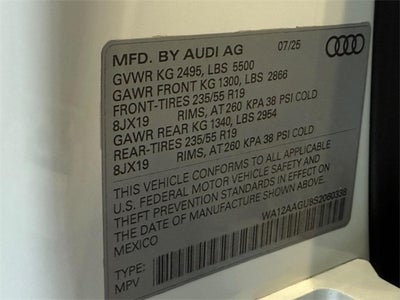 MFD. BY AUDI AG 07/25
GVWR KG 2495, LBS 5500
GAWR FRONT KG 1300, LBS 2866
FRONT-TIRES 235/55 R19
8JX19 RIMS, AT 260 KPA 38 PSI COLD
GAWR REAR KG 1340, LBS 2954
REAR-TIRES 235/55 R19
8JX19 RIMS, AT 260 KPA 38 PSI COLD
THIS VEHICLE CONFORMS TO ALL APPLICABLE
U.S. FEDERAL MOTOR VEHICLE SAFETY AND
THEFT PREVENTION STANDARDS IN EFFECT ON
THE DATE OF MANUFACTURE SHOWN ABOVE.
MEXICO WA12AAGU8S2060338
TYPE:
MPV